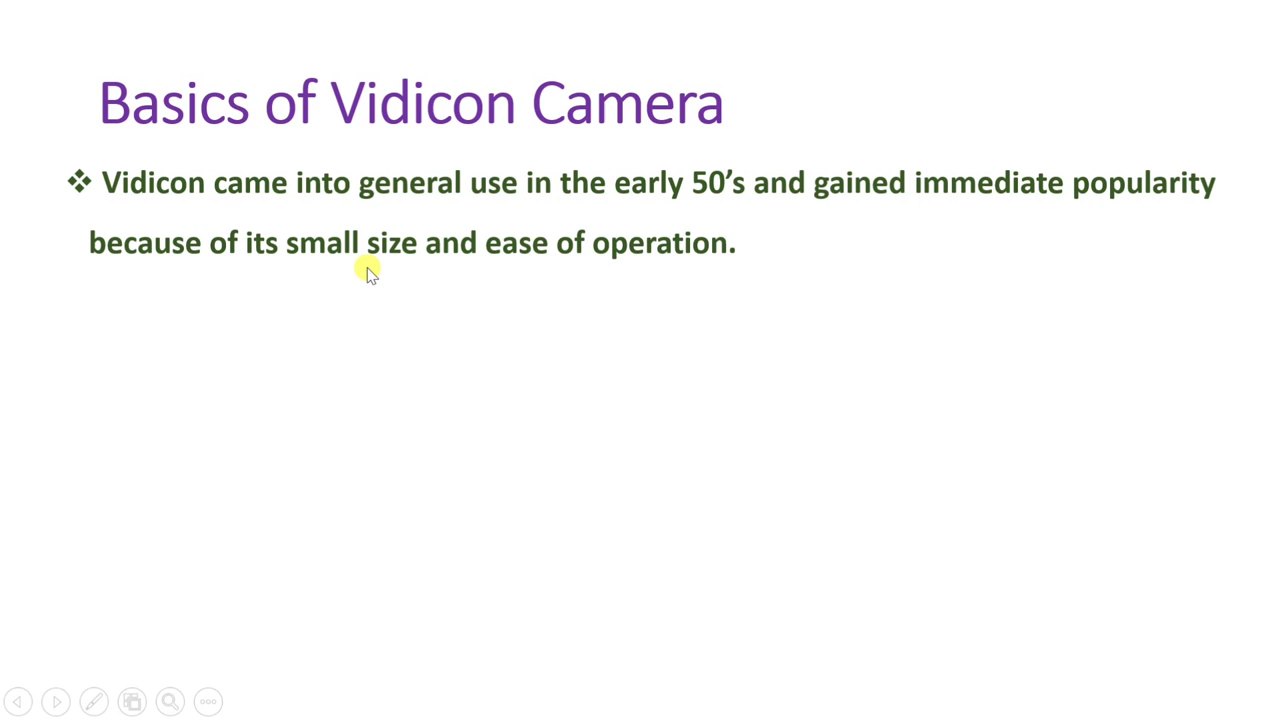 Basics of Vidicon Camera
❖ Vidicon came into general use in the early 50’s and gained immediate popularity
because of its small size and ease of operation.